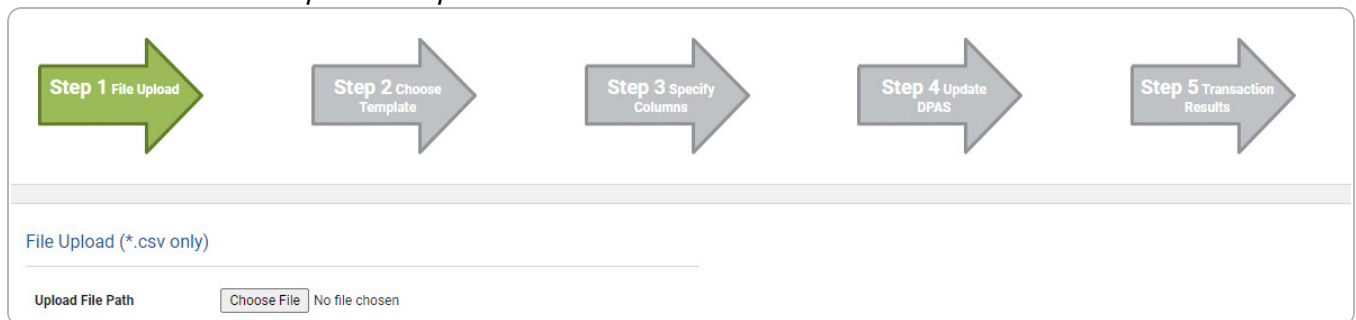 Step 1 File Upload
Step 2 Choose
Template
Step 3 Specify
Columns
Step 4 Update
DPAS
Step 5 Transaction
Results
File Upload (*.csv only)
Upload File Path Choose File No file chosen